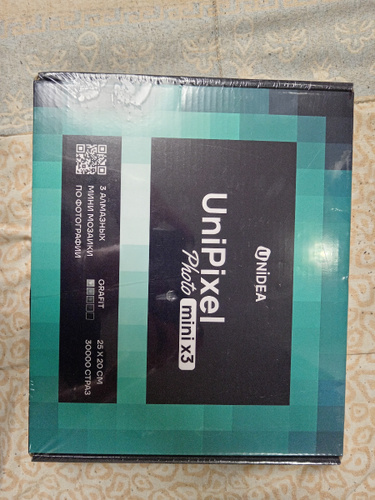 UNiDEA
UniPixel
Photo mini x3
3 АЛМАЗНЫХ
МИНИ МОЗАИКИ
ПО ФОТОГРАФИИ
GRAFIT
25 X 20 СМ
30000 СТРАЗ